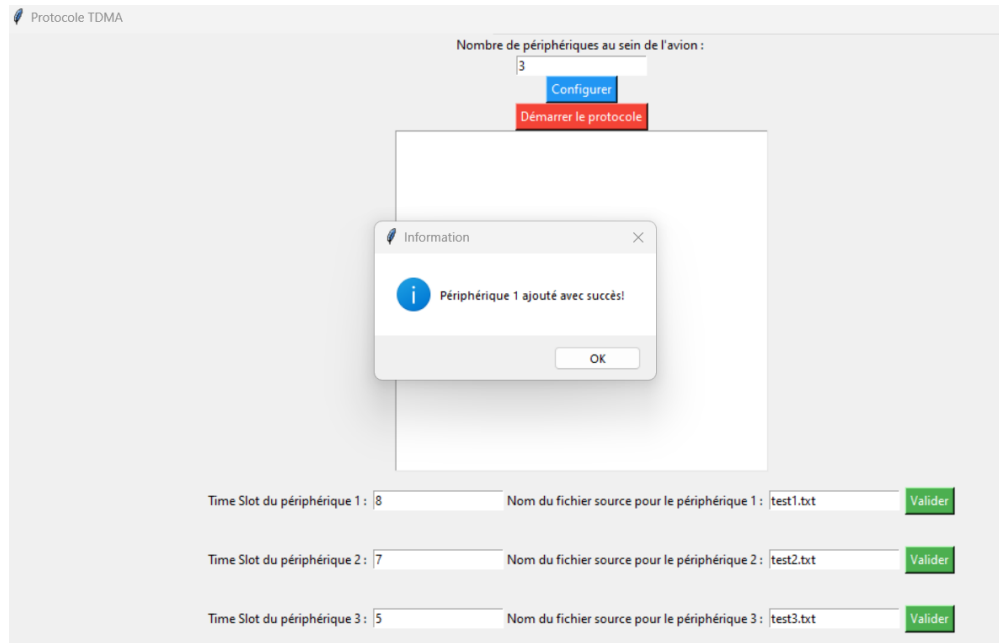 Protocole TDMA
Nombre de périphériques au sein de l'avion :
3
Configurer
Démarrer le protocole
Information
Périphérique 1 ajouté avec succès!
OK
Time Slot du périphérique 1 : 8 Nom du fichier source pour le périphérique 1 : test1.txt Valider
Time Slot du périphérique 2 : 7 Nom du fichier source pour le périphérique 2 : test2.txt Valider
Time Slot du périphérique 3 : 5 Nom du fichier source pour le périphérique 3 : test3.txt Valider